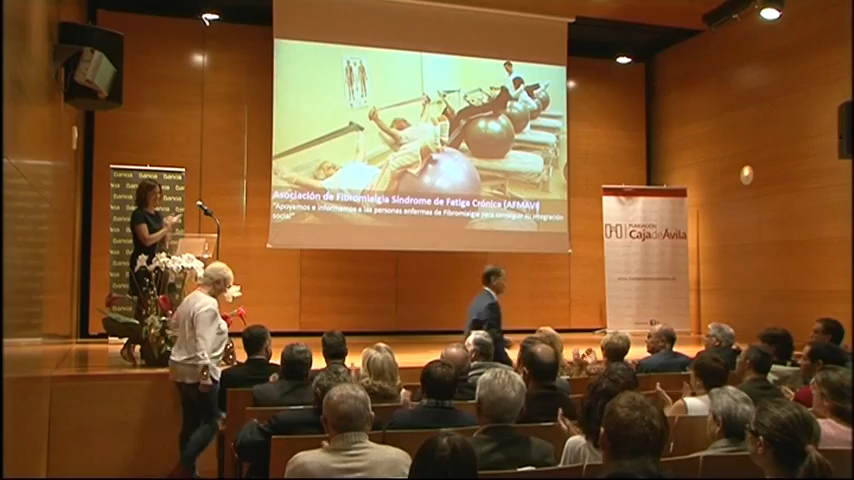 Asociación de Fibromialgia Síndrome de Fatiga Crónica (AFMAVI)
"Apoyamos e informamos a las personas enfermas de Fibromialgia para conseguir su integración
social"
Bankia
FUNDACIÓN
Caja de Ávila